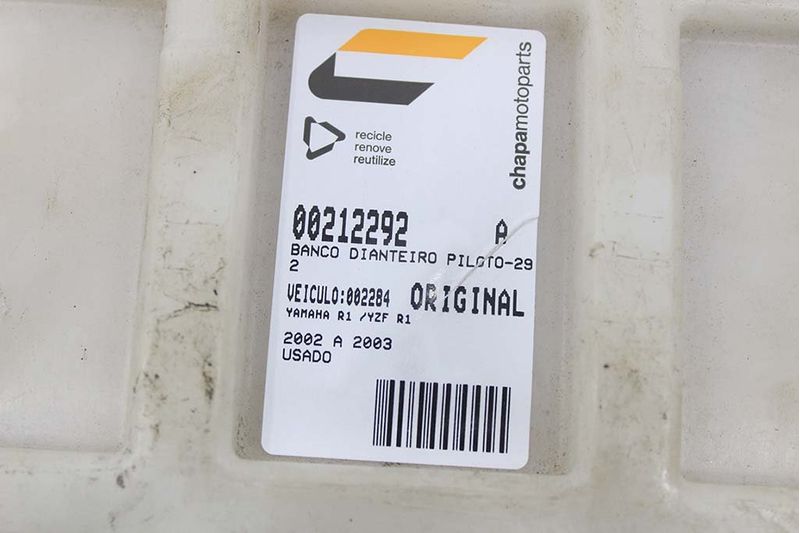 chapamotoparts
recicle
renove
reutilize
00212292 A
BANCO DIANTEIRO PILOTO-29
2
VEICULO:002284 ORIGINAL
YAMAHA R1 /YZF R1
2002 A 2003
USADO